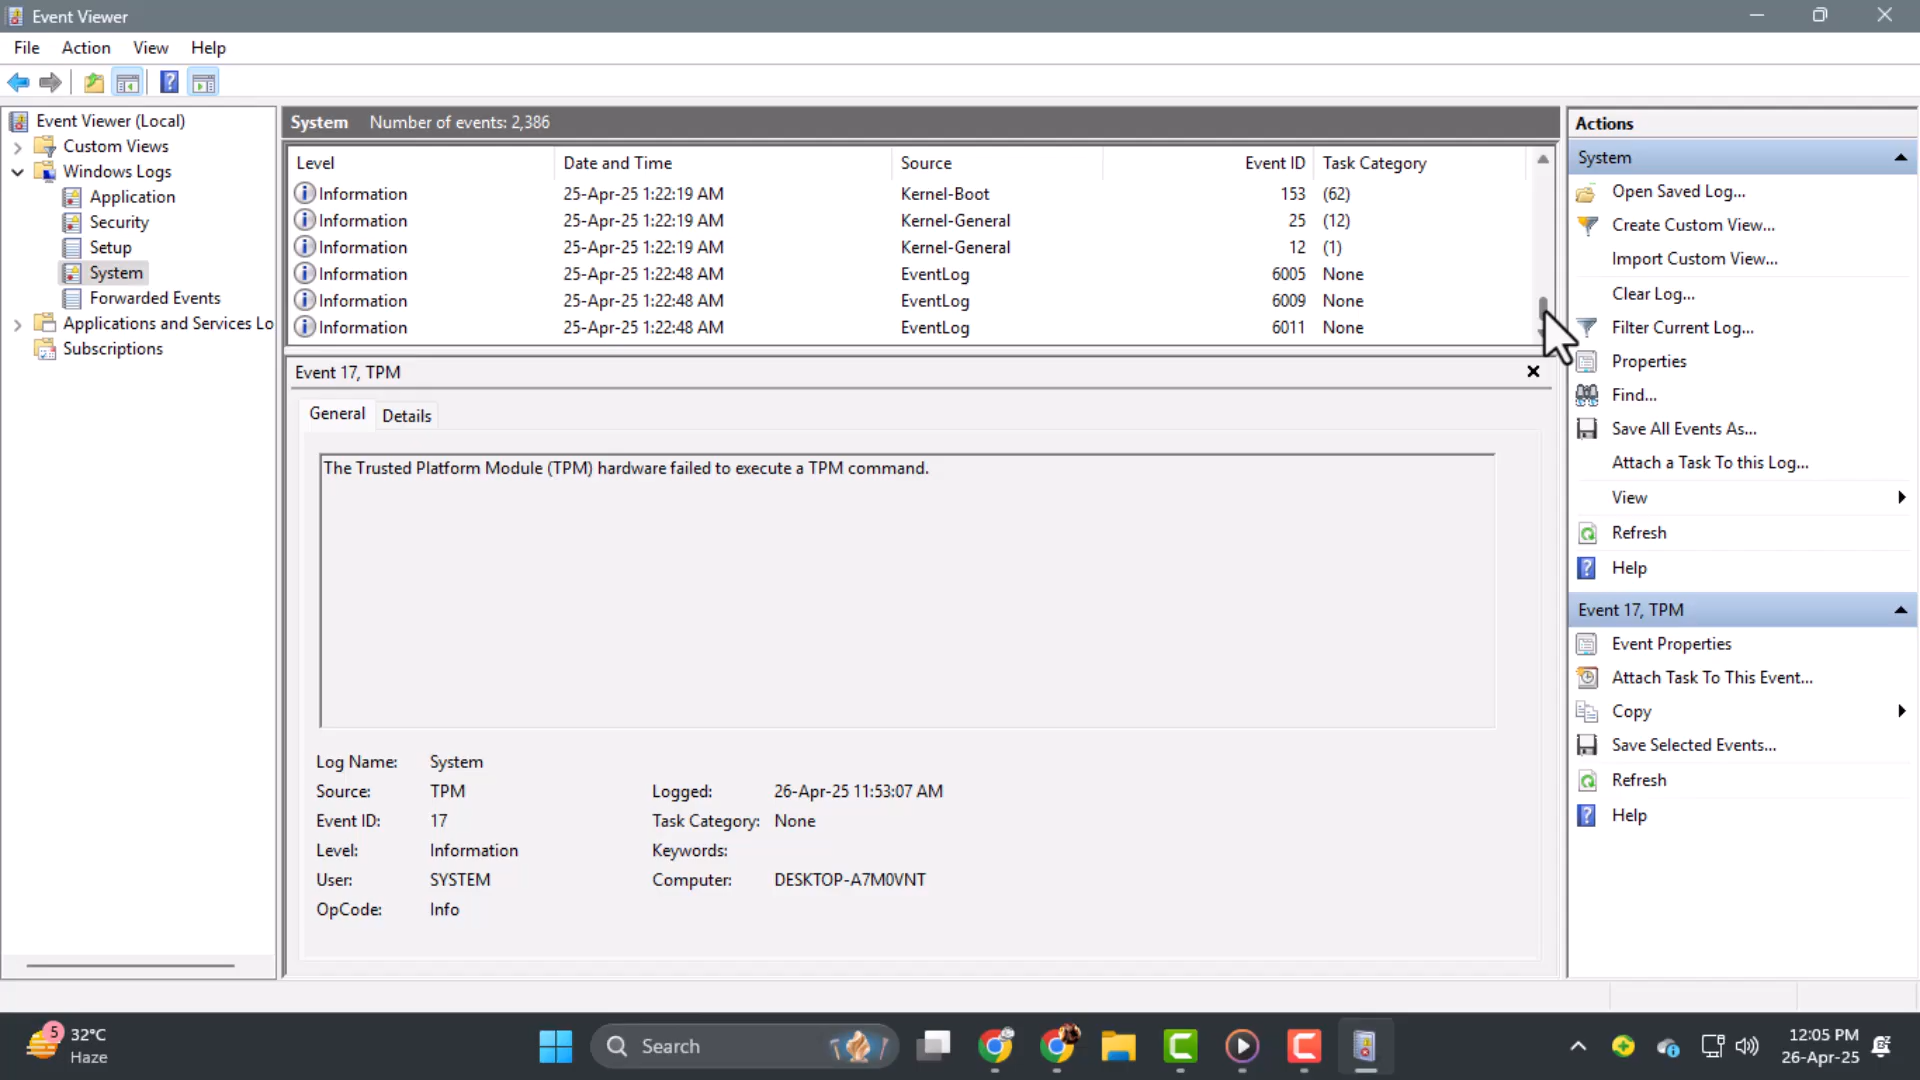 Event Viewer
File Action View Help
Event Viewer (Local)
Custom Views
Windows Logs
Application
Security
Setup
System
Forwarded Events
Applications and Services Lo
Subscriptions
System Number of events: 2,386
Level Date and Time Source Event ID Task Category
Information 25-Apr-25 1:22:19 AM Kernel-Boot 153 (62)
Information 25-Apr-25 1:22:19 AM Kernel-General 25 (12)
Information 25-Apr-25 1:22:19 AM Kernel-General 12 (1)
Information 25-Apr-25 1:22:48 AM EventLog 6005 None
Information 25-Apr-25 1:22:48 AM EventLog 6009 None
Information 25-Apr-25 1:22:48 AM EventLog 6011 None
Event 17, TPM
General Details
The Trusted Platform Module (TPM) hardware failed to execute a TPM command.
Log Name: System
Source: TPM Logged: 26-Apr-25 11:53:07 AM
Event ID: 17 Task Category: None
Level: Information Keywords:
User: SYSTEM Computer: DESKTOP-A7M0VNT
OpCode: Info
Actions
System
Open Saved Log...
Create Custom View...
Import Custom View...
Clear Log...
Filter Current Log...
Properties
Find...
Save All Events As...
Attach a Task To this Log...
View
Refresh
Help
Event 17, TPM
Event Properties
Attach Task To This Event...
Copy
Save Selected Events...
Refresh
Help
5 32°C
Haze
Search
12:05 PM
26-Apr-25